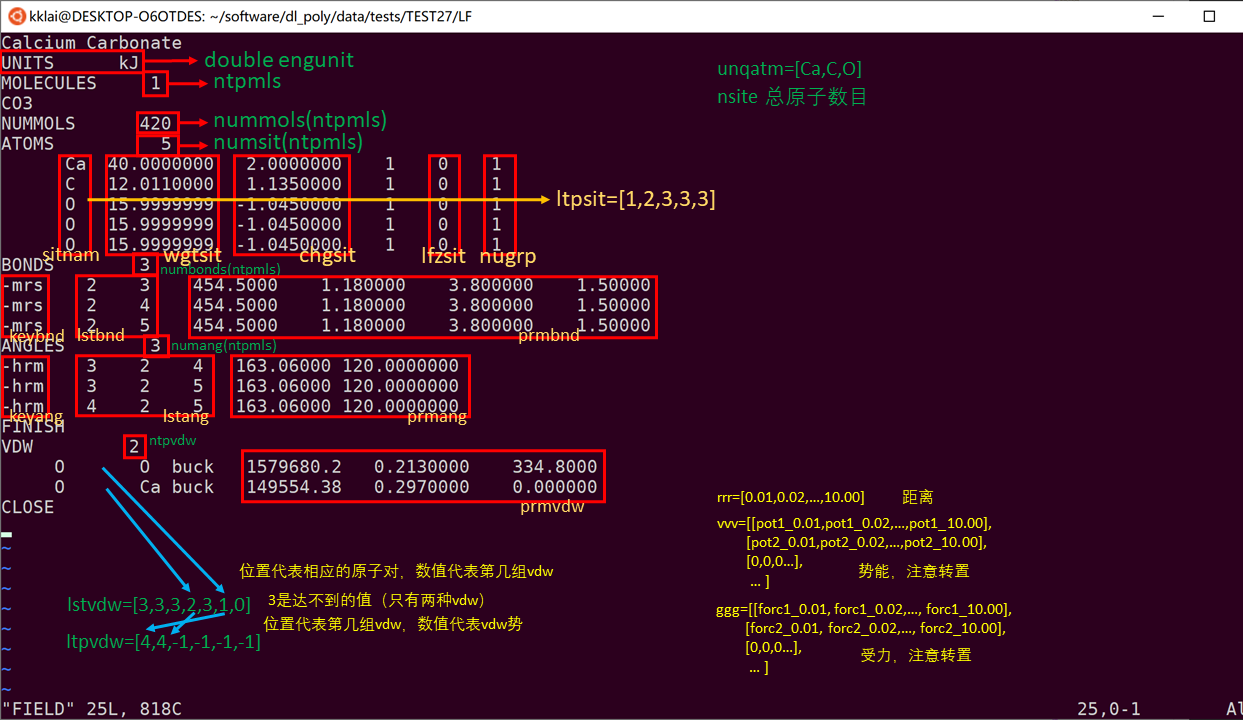 kklai@DESKTOP-O6OTDES: ~/software/dl_poly/data/tests/TEST27/LF
Calcium Carbonate
UNITS kJ double engunit
MOLECULES 1 ntpmls
CO3
NUMMOLS 420 nummols(ntpmls)
ATOMS 5 numsit(ntpmls)
unqatm=[Ca,C,O]
nsite 总原子数目
Ca 40.0000000 2.0000000 1 0 1
C 12.0110000 1.1350000 1 0 1
O 15.9999999 -1.0450000 1 0 1 ltpsit=[1,2,3,3,3]
O 15.9999999 -1.0450000 1 0 1
O 15.9999999 -1.0450000 1 0 1
sitnam wgtsit chgsit lfzsit nugrp
BONDS 3 numbonds(ntpmls)
-mrs 2 3 454.5000 1.180000 3.800000 1.50000
-mrs 2 4 454.5000 1.180000 3.800000 1.50000
-mrs 2 5 454.5000 1.180000 3.800000 1.50000
keybnd lstbnd prmbnd
ANGLES 3 numang(ntpmls)
-hrm 3 2 4 163.06000 120.0000000
-hrm 3 2 5 163.06000 120.0000000
-hrm 4 2 5 163.06000 120.0000000
keyang lstang prmang
FINISH
VDW 2 ntpvdw
O O buck 1579680.2 0.2130000 334.8000
O Ca buck 149554.38 0.2970000 0.000000
CLOSE prmvdw
rrr=[0.01,0.02,...,10.00] 距离
vvv=[[pot1_0.01,pot1_0.02,...,pot1_10.00],
[pot2_0.01,pot2_0.02,...,pot2_10.00],
[0,0,0...],
... ] 势能，注意转置
ggg=[[forc1_0.01, forc1_0.02,..., forc1_10.00],
[forc2_0.01, forc2_0.02,..., forc2_10.00],
[0,0,0...],
... ] 受力，注意转置
~
~
~
~
~
~
~
~
位置代表相应的原子对，数值代表第几组vdw
lstvdw=[3,3,3,2,3,1,0] 3是达不到的值（只有两种vdw）
位置代表第几组vdw，数值代表vdw势
ltpvdw=[4,4,-1,-1,-1,-1]
"FIELD" 25L, 818C 25,0-1 Al